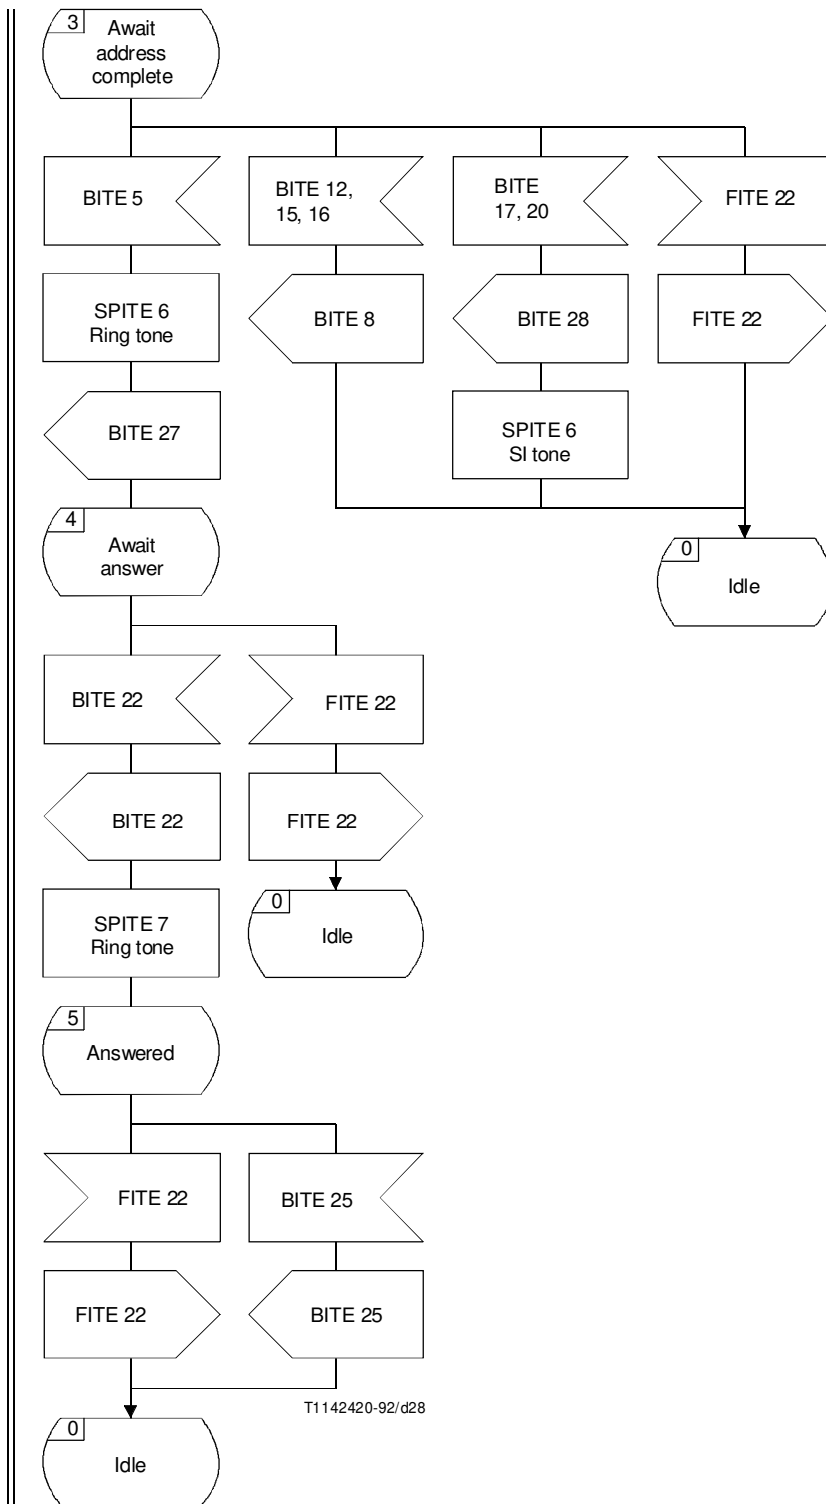 3
Await
address
complete
BITE 5
BITE 12,
15, 16
BITE
17, 20
FITE 22
SPITE 6
Ring tone
BITE 8
BITE 28
FITE 22
BITE 27
SPITE 6
SI tone
4
Await
answer
0
Idle
BITE 22
FITE 22
BITE 22
FITE 22
SPITE 7
Ring tone
0
Idle
5
Answered
FITE 22
BITE 25
FITE 22
BITE 25
T1142420-92/d28
0
Idle